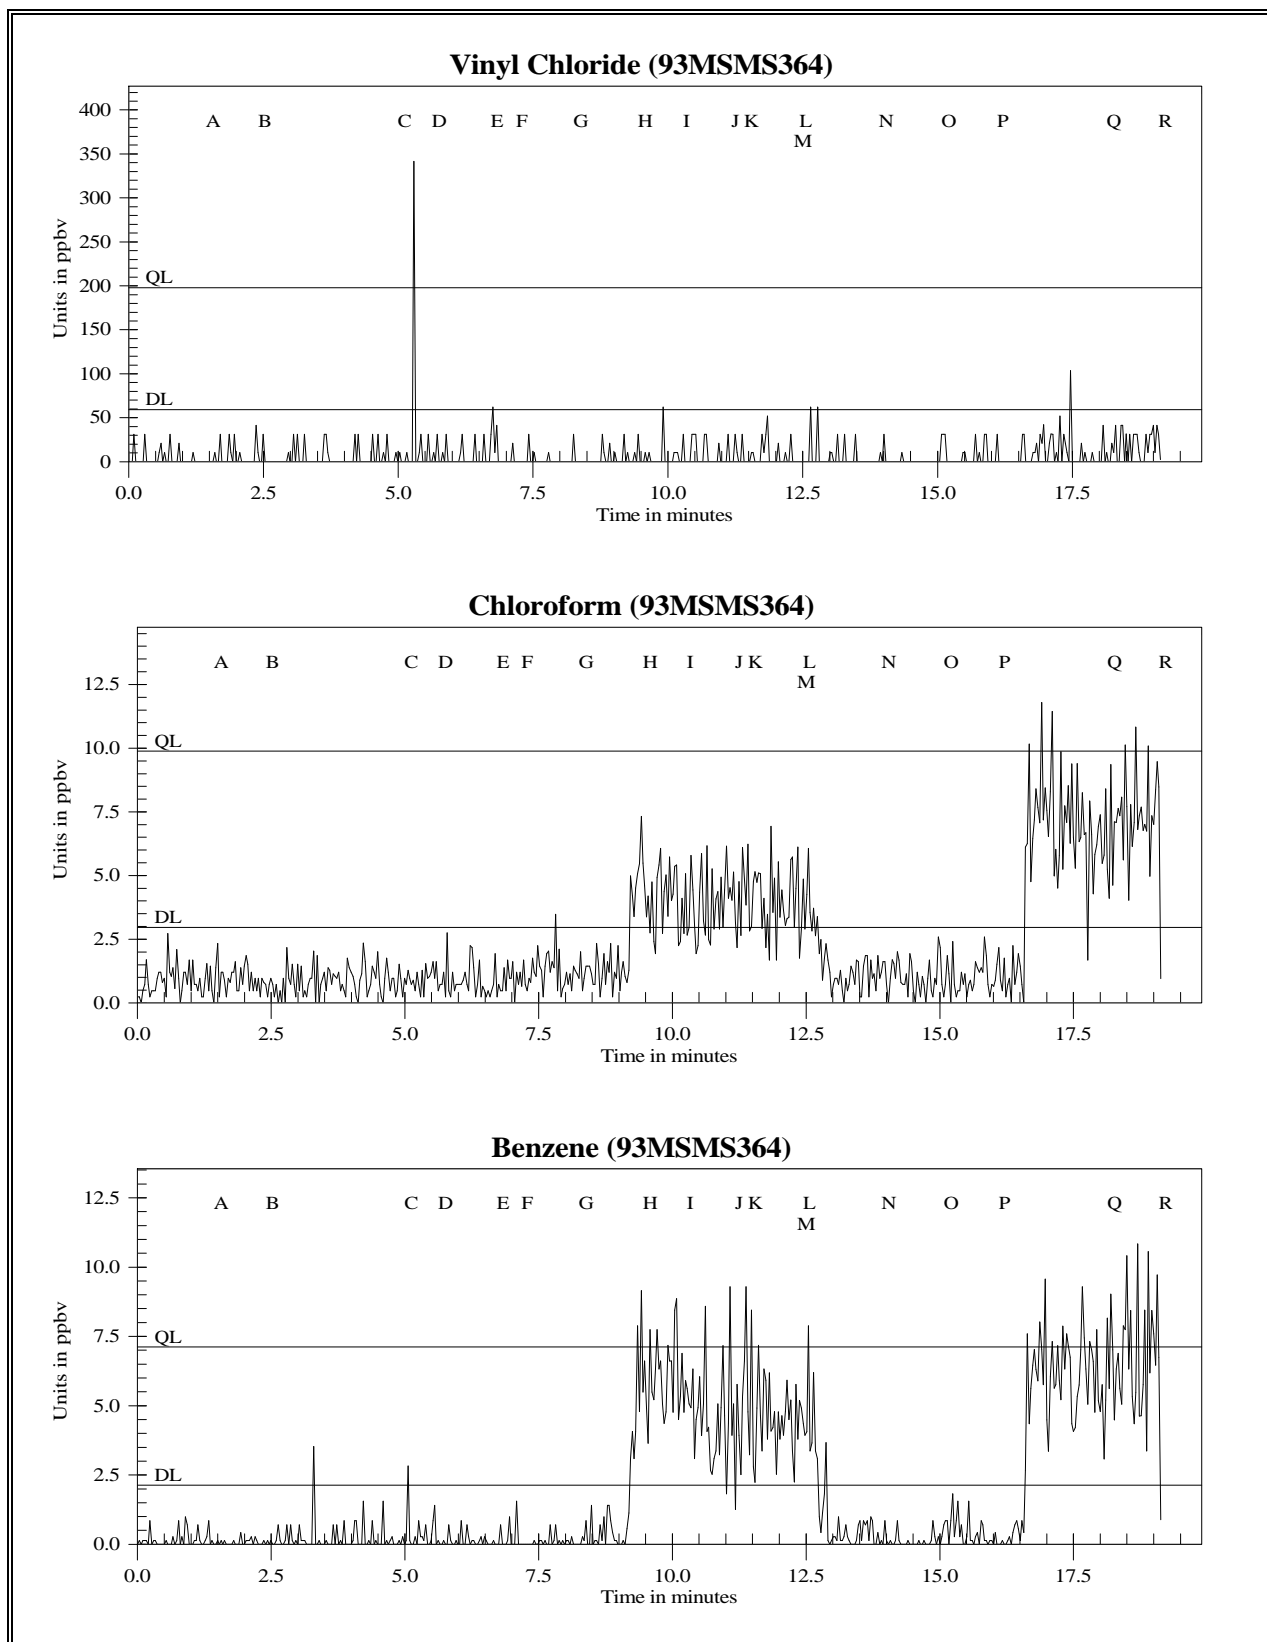 Vinyl Chloride (93MSMS364)
400
A B C D E F G H I J K L N O P Q R
M
350
300
250
QL
200
150
100
DL
50
0
0.0 2.5 5.0 7.5 10.0 12.5 15.0 17.5
Time in minutes
Units in ppbv
Chloroform (93MSMS364)
A B C D E F G H I J K L N O P Q R
M
12.5
QL
10.0
7.5
5.0
DL
2.5
0.0
0.0 2.5 5.0 7.5 10.0 12.5 15.0 17.5
Time in minutes
Units in ppbv
Benzene (93MSMS364)
12.5
A B C D E F G H I J K L N O P Q R
M
10.0
QL
7.5
5.0
2.5
DL
0.0
0.0 2.5 5.0 7.5 10.0 12.5 15.0 17.5
Time in minutes
Units in ppbv